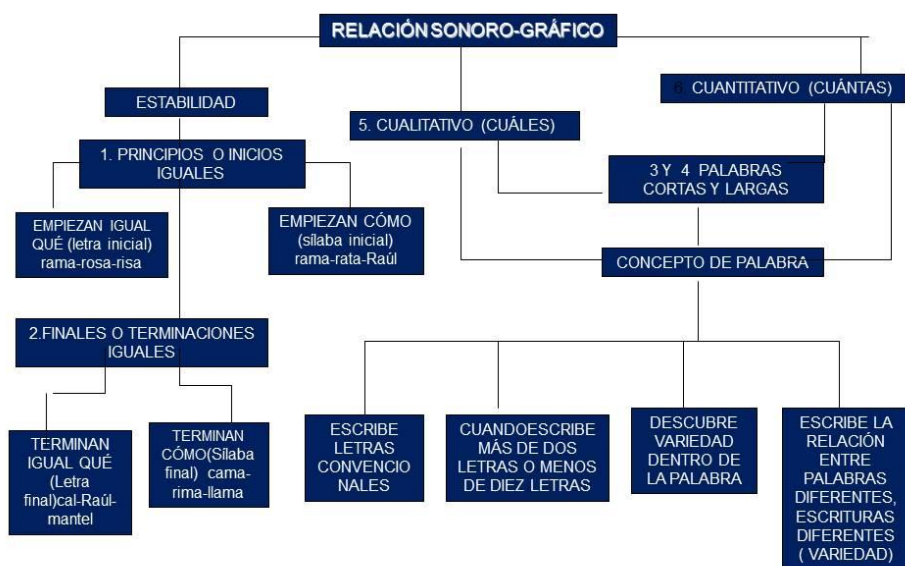 RELACIÓN SONORO-GRÁFICO
ESTABILIDAD
6. CUANTITATIVO (CUÁNTAS)
5. CUALITATIVO (CUÁLES)
1. PRINCIPIOS O INICIOS
IGUALES
3 Y 4 PALABRAS
CORTAS Y LARGAS
EMPIEZAN IGUAL
QUÉ (letra inicial)
rama-rosa-risa
EMPIEZAN CÓMO
(sílaba inicial)
rama-rata-Raúl
CONCEPTO DE PALABRA
2.FINALES O TERMINACIONES
IGUALES
TERMINAN
IGUAL QUÉ
(Letra
final)cal-Raúl-
mantel
TERMINAN
CÓMO(Sílaba
final) cama-
rima-llama
ESCRIBE
LETRAS
CONVENCIO
NALES
CUANDOESCRIBE
MÁS DE DOS
LETRAS O MENOS
DE DIEZ LETRAS
DESCUBRE
VARIEDAD
DENTRO DE
LA PALABRA
ESCRIBE LA
RELACIÓN
ENTRE
PALABRAS
DIFERENTES,
ESCRITURAS
DIFERENTES
( VARIEDAD)